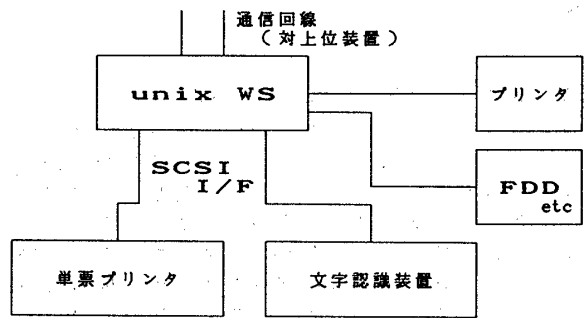 通信回線
（対上位装置）
unix WS
プリンタ
SCSI
I/F
FDD
etc
単票プリンタ
文字認識装置